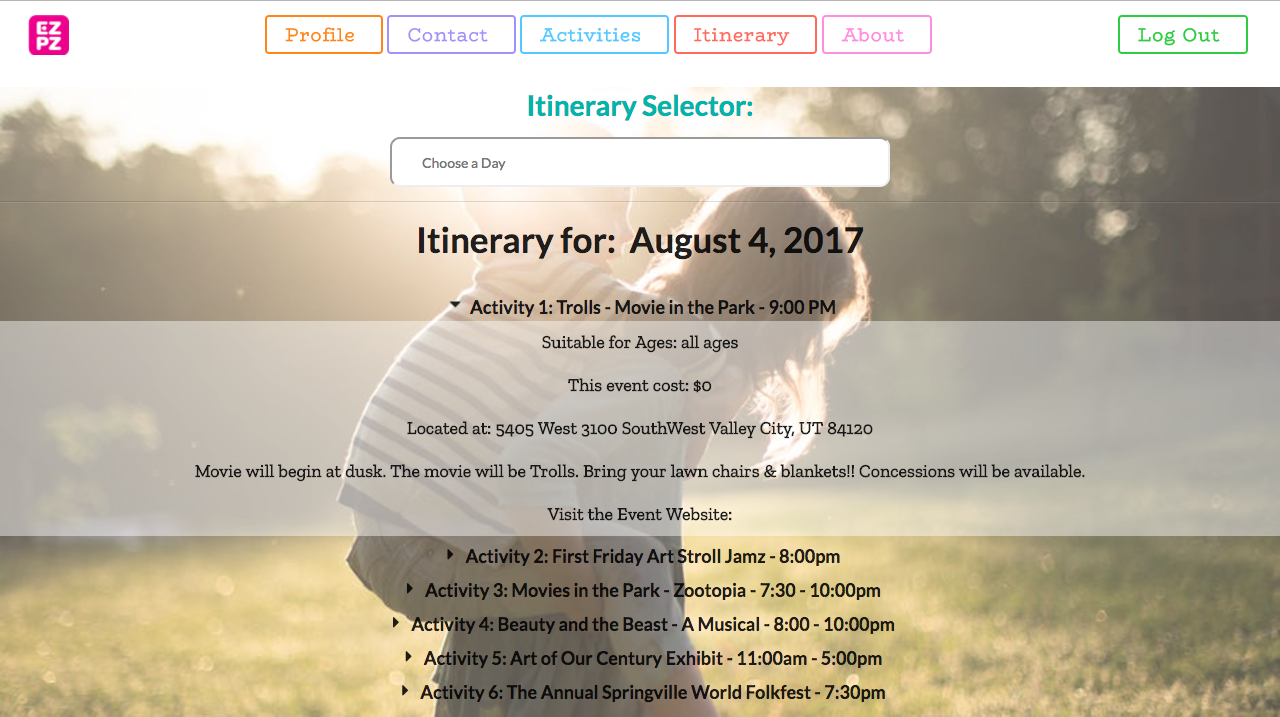 EZ
PZ
Profile
Contact
Activities
Itinerary
About
Log Out
Itinerary Selector:
Choose a Day
Itinerary for: August 4, 2017
Activity 1: Trolls - Movie in the Park - 9:00 PM
Suitable for Ages: all ages
This event cost: $0
Located at: 5405 West 3100 SouthWest Valley City, UT 84120
Movie will begin at dusk. The movie will be Trolls. Bring your lawn chairs & blankets!! Concessions will be available.
Visit the Event Website:
Activity 2: First Friday Art Stroll Jamz - 8:00pm
Activity 3: Movies in the Park - Zootopia - 7:30 - 10:00pm
Activity 4: Beauty and the Beast - A Musical - 8:00 - 10:00pm
Activity 5: Art of Our Century Exhibit - 11:00am - 5:00pm
Activity 6: The Annual Springville World Folkfest - 7:30pm